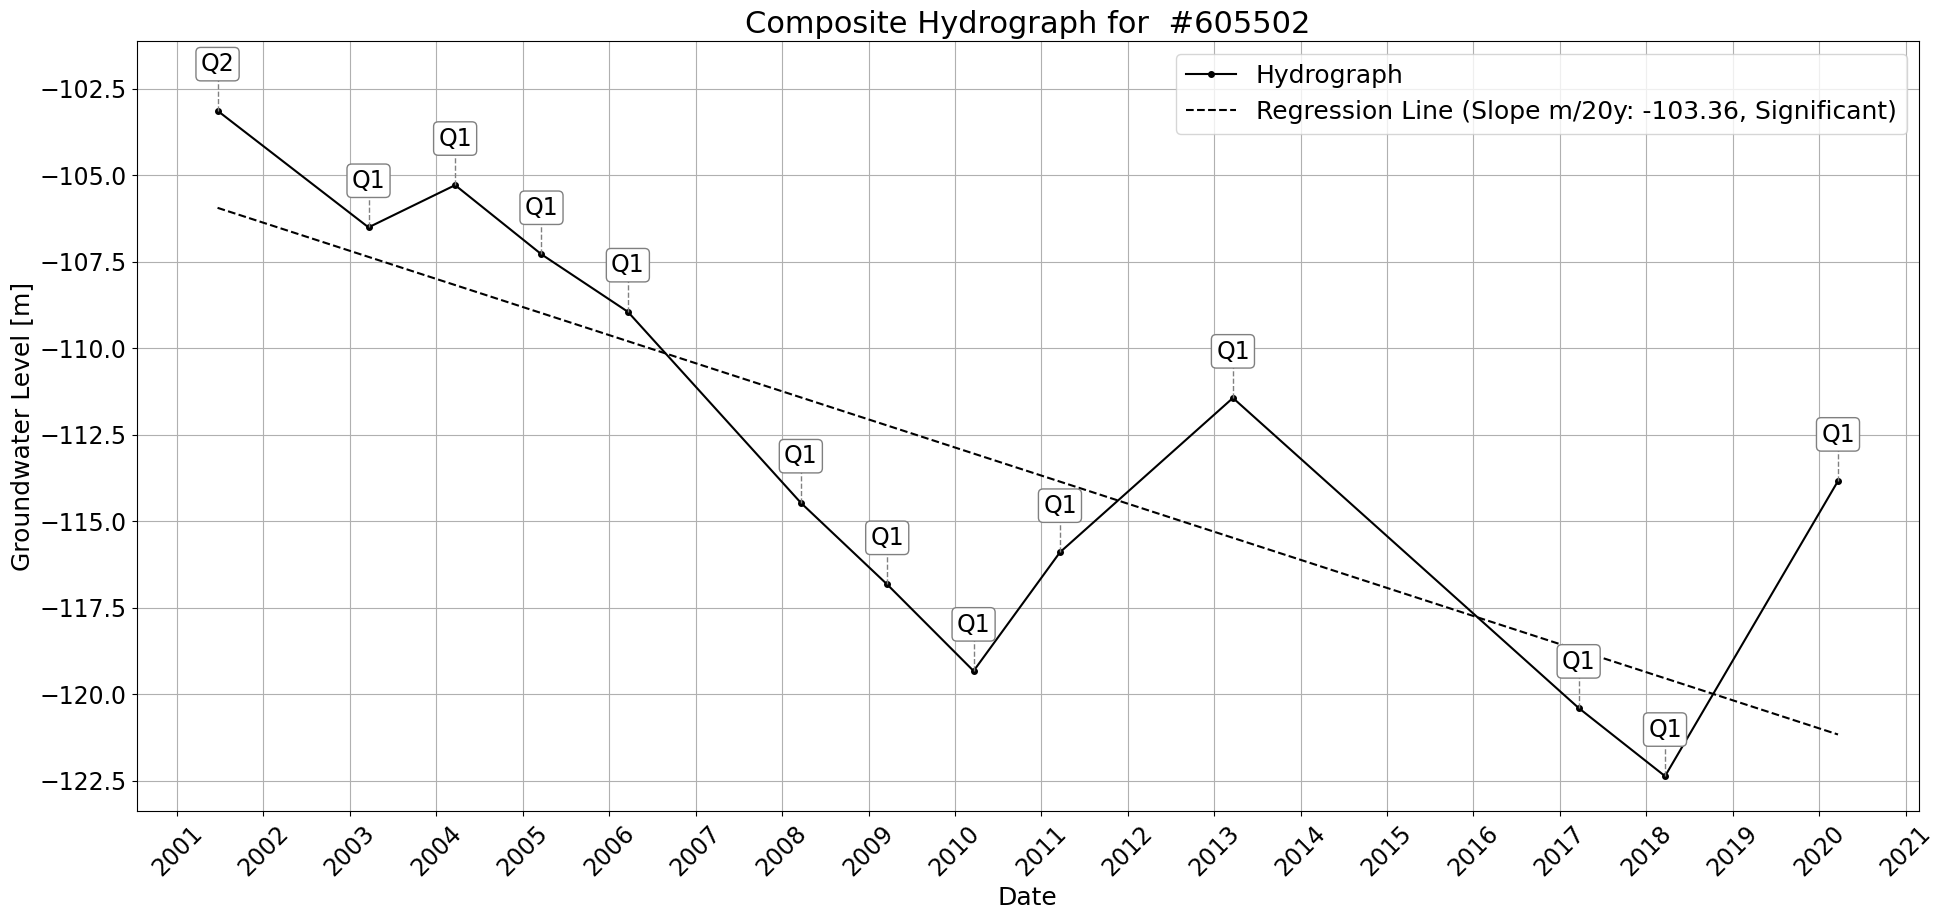 Composite Hydrograph for  #605502
Hydrograph
Regression Line (Slope m/20y: -103.36, Significant)
Groundwater Level [m]
−102.5
−105.0
−107.5
−110.0
−112.5
−115.0
−117.5
−120.0
−122.5
Q2
Q1
Q1
Q1
Q1
Q1
Q1
Q1
Q1
Q1
Q1
Q1
Q1
2001
2002
2003
2004
2005
2006
2007
2008
2009
2010
2011
2012
2013
2014
2015
2016
2017
2018
2019
2020
2021
Date